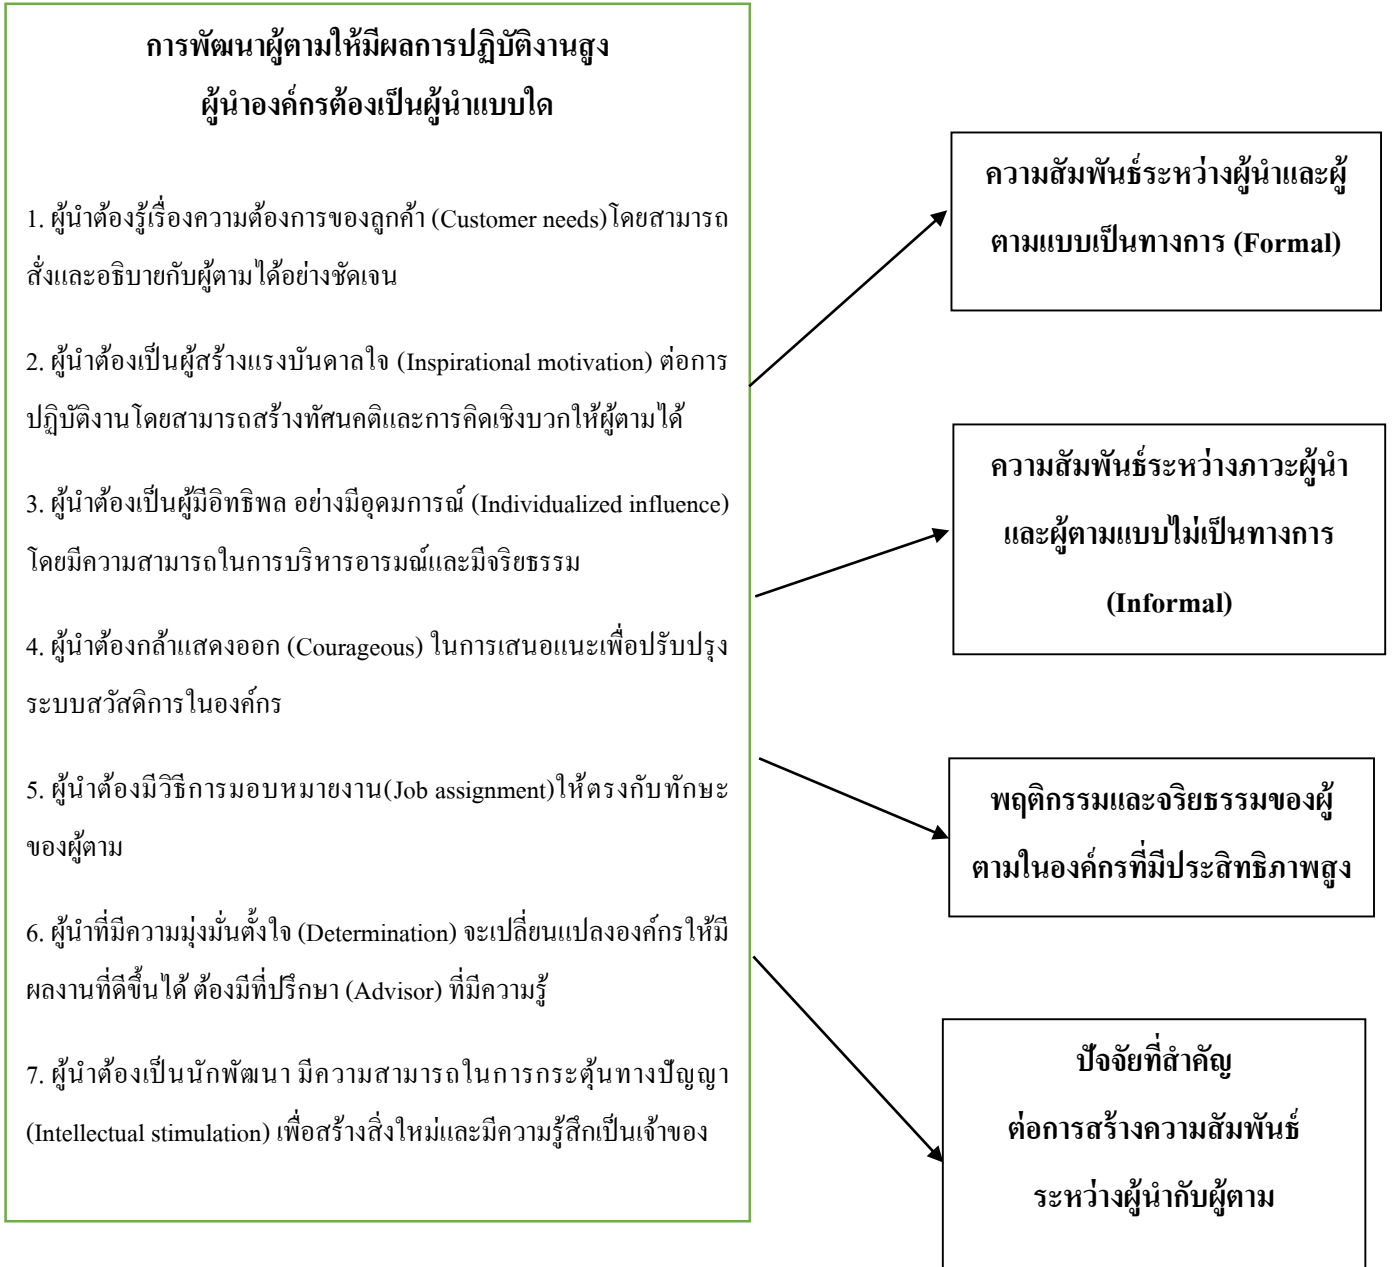 การพัฒนาผู้ตามให้มีผลการปฏิบัติงานสูง
ผู้นำองค์กรต้องเป็นผู้นำแบบใด
1. ผู้นำต้องรู้เรื่องความต้องการของลูกค้า (Customer needs)โดยสามารถ
สั่งและอธิบายกับผู้ตามได้อย่างชัดเจน
2. ผู้นำต้องเป็นผู้สร้างแรงบันดาลใจ (Inspirational motivation) ต่อการ
ปฏิบัติงานโดยสามารถสร้างทัศนคติและการคิดเชิงบวกให้ผู้ตามได้
3. ผู้นำต้องเป็นผู้มีอิทธิพล อย่างมีอุดมการณ์ (Individualized influence)
โดยมีความสามารถในการบริหารอารมณ์และมีจริยธรรม
4. ผู้นำต้องกล้าแสดงออก (Courageous) ในการเสนอแนะเพื่อปรับปรุง
ระบบสวัสดิการในองค์กร
5. ผู้นำต้องมีวิธีการมอบหมายงาน(Job assignment)ให้ตรงกับทักษะ
ของผู้ตาม
6. ผู้นำที่มีความมุ่งมั่นตั้งใจ (Determination) จะเปลี่ยนแปลงองค์กรให้มี
ผลงานที่ดีขึ้นได้ ต้องมีที่ปรึกษา (Advisor) ที่มีความรู้
7. ผู้นำต้องเป็นนักพัฒนา มีความสามารถในการกระตุ้นทางปัญญา
(Intellectual stimulation) เพื่อสร้างสิ่งใหม่และมีความรู้สึกเป็นเจ้าของ
ความสัมพันธ์ระหว่างผู้นำและผู้
ตามแบบเป็นทางการ (Formal)
ความสัมพันธ์ระหว่างภาวะผู้นำ
และผู้ตามแบบไม่เป็นทางการ
(Informal)
พฤติกรรมและจริยธรรมของผู้
ตามในองค์กรที่มีประสิทธิภาพสูง
ปัจจัยที่สำคัญ
ต่อการสร้างความสัมพันธ์
ระหว่างผู้นำกับผู้ตาม